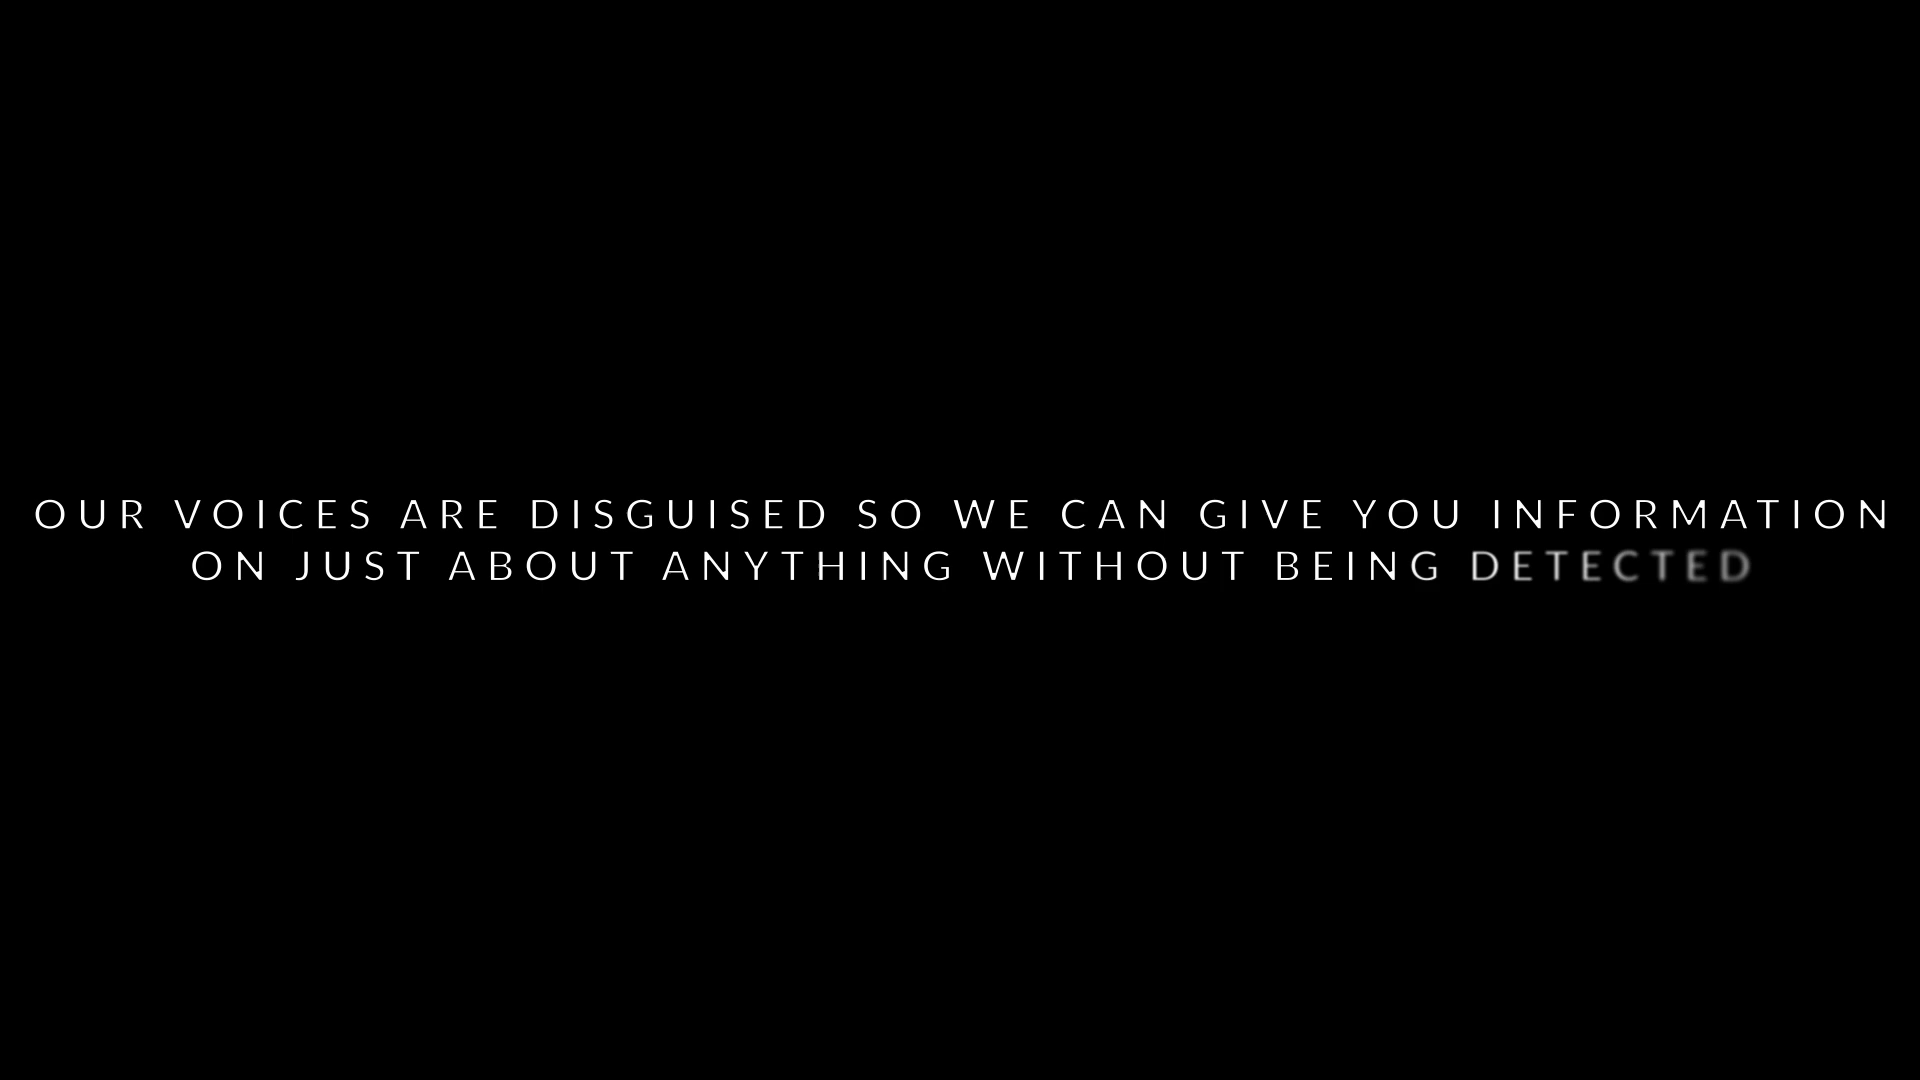 OUR VOICES ARE DISGUISED SO WE CAN GIVE YOU INFORMATION
ON JUST ABOUT ANYTHING WITHOUT BEING DETECTED